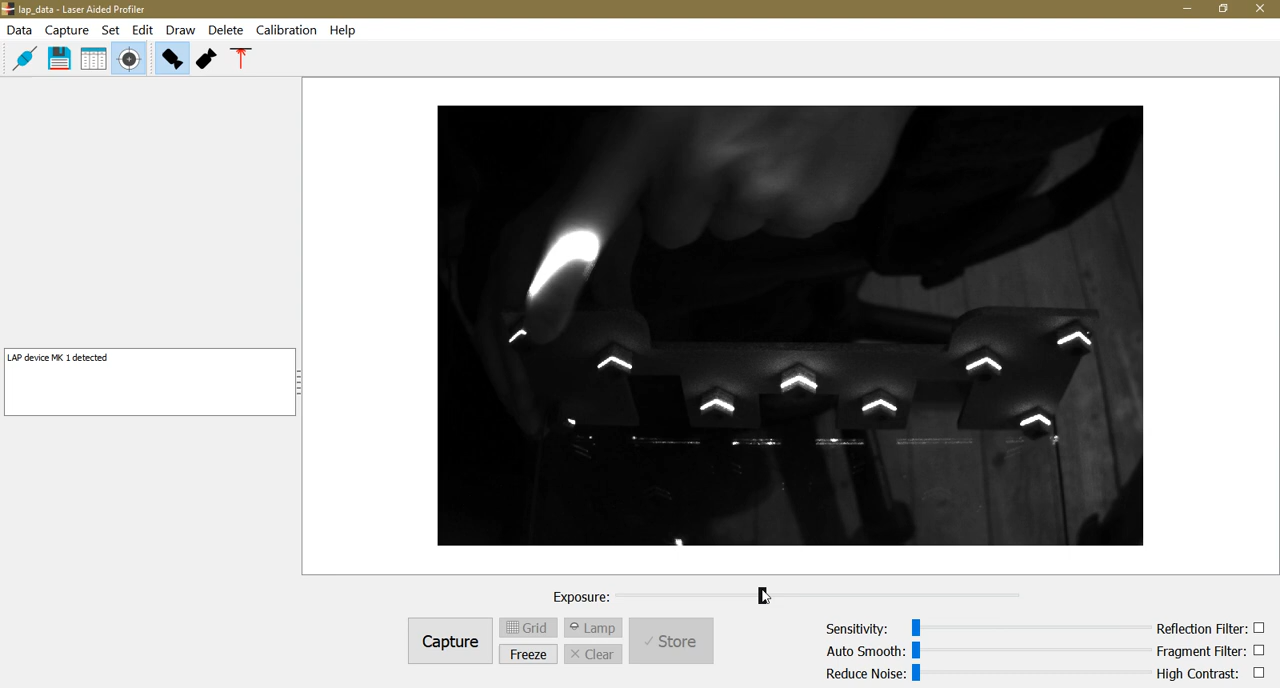 lap_data - Laser Aided Profiler
Data Capture Set Edit Draw Delete Calibration Help
LAP device MK 1 detected
Exposure:
Capture
Grid
Lamp
Store
Freeze
Clear
Sensitivity:
Reflection Filter:
Auto Smooth:
Fragment Filter:
Reduce Noise:
High Contrast: